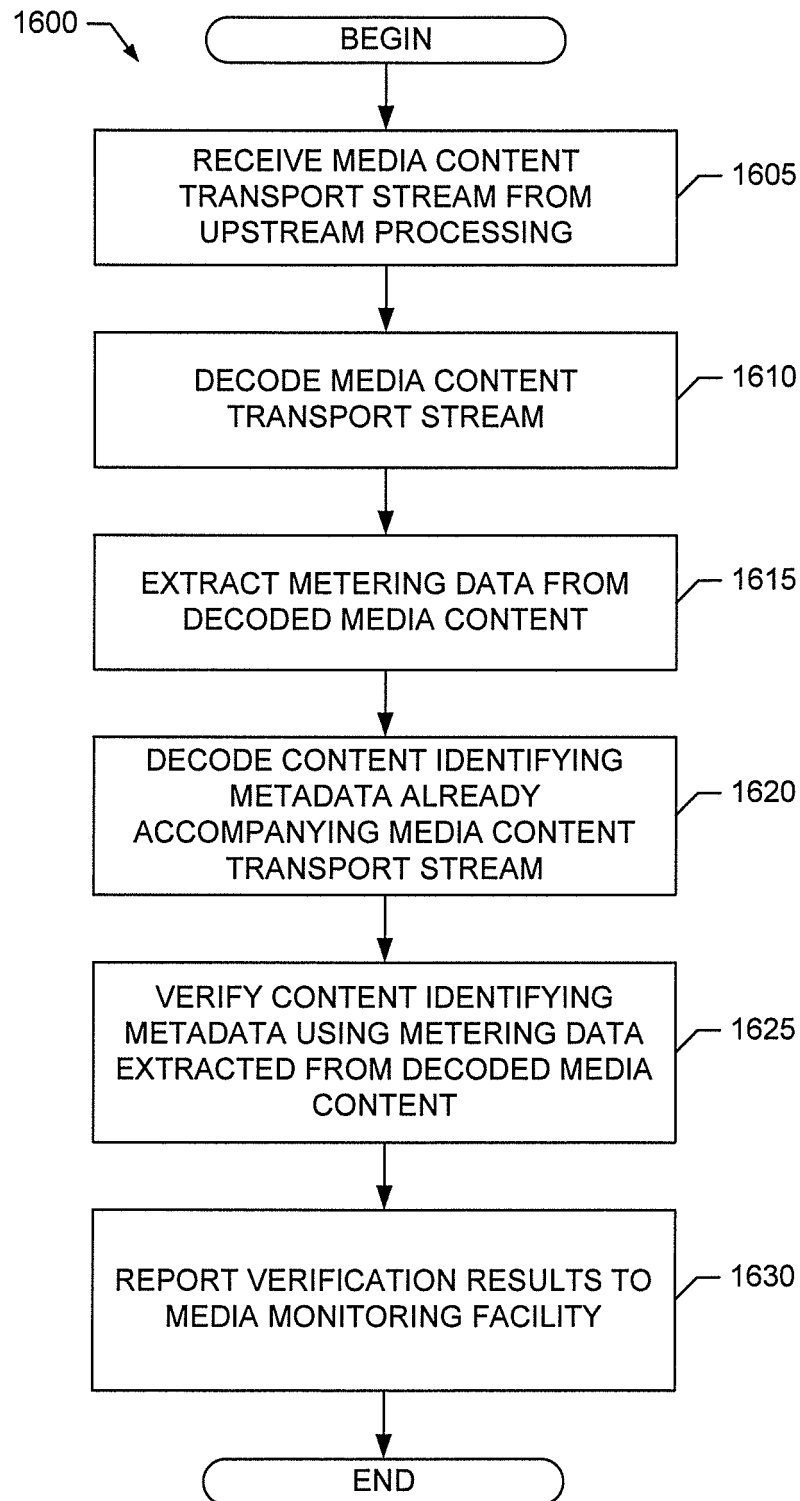 1600
BEGIN
RECEIVE MEDIA CONTENT
TRANSPORT STREAM FROM
UPSTREAM PROCESSING
1605
DECODE MEDIA CONTENT
TRANSPORT STREAM
1610
EXTRACT METERING DATA FROM
DECODED MEDIA CONTENT
1615
DECODE CONTENT IDENTIFYING
METADATA ALREADY
ACCOMPANYING MEDIA CONTENT
TRANSPORT STREAM
1620
VERIFY CONTENT IDENTIFYING
METADATA USING METERING DATA
EXTRACTED FROM DECODED MEDIA
CONTENT
1625
REPORT VERIFICATION RESULTS TO
MEDIA MONITORING FACILITY
1630
END